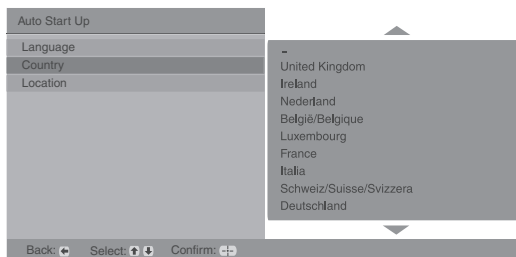 Auto Start Up
Language
Country
Location
-
United Kingdom
Ireland
Nederland
België/Belgique
Luxembourg
France
Italia
Schweiz/Suisse/Svizzera
Deutschland
Back: Select: Confirm: